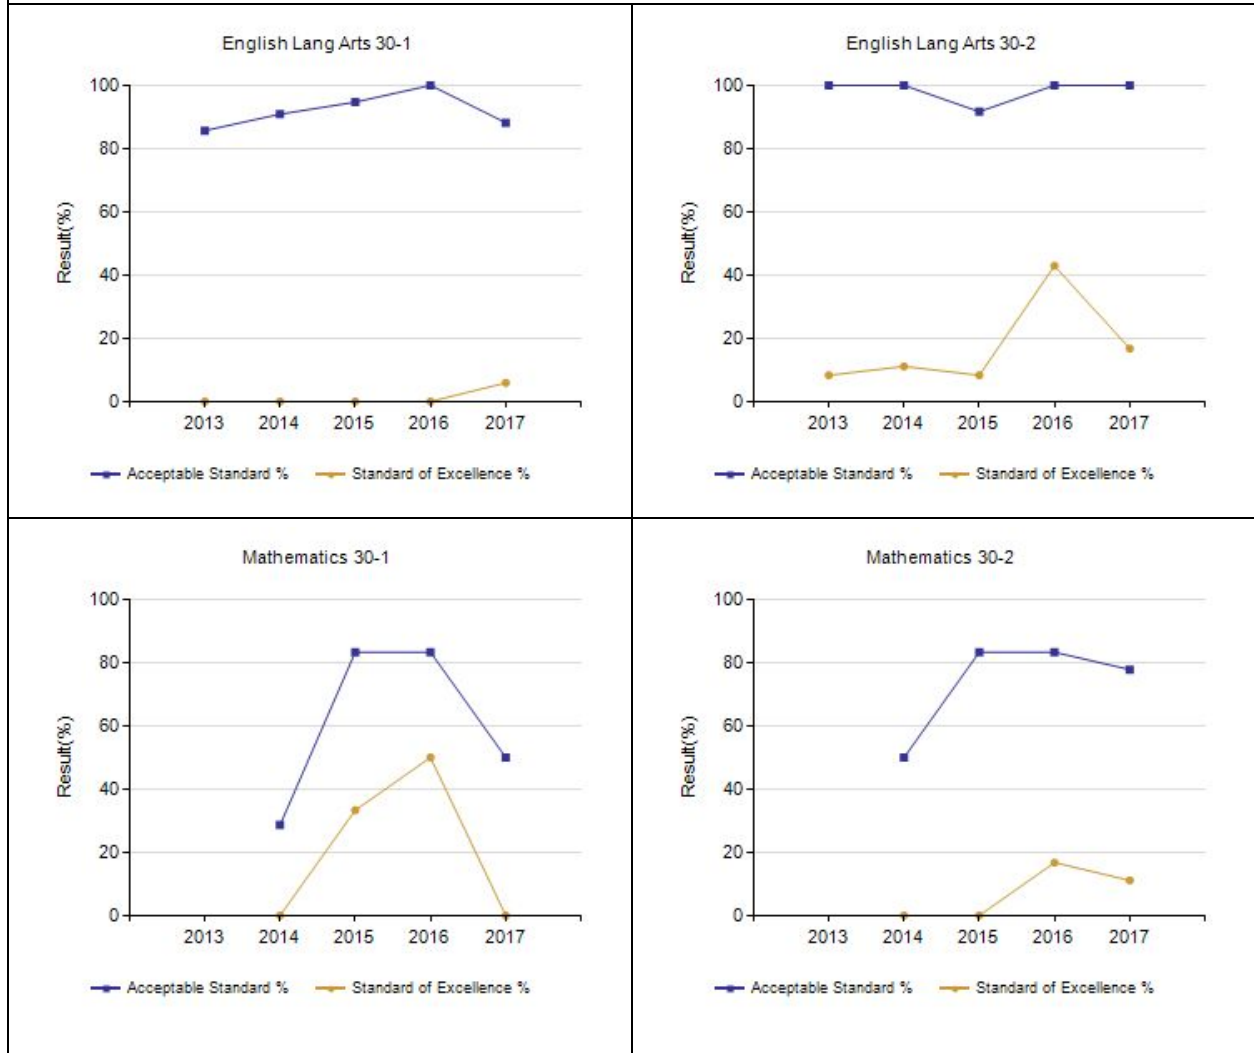 English Lang Arts 30-1
100
80
60
40
20
0
Result(%)
2013 2014 2015 2016 2017
Acceptable Standard % Standard of Excellence %
English Lang Arts 30-2
100
80
60
40
20
0
Result(%)
2013 2014 2015 2016 2017
Acceptable Standard % Standard of Excellence %
Mathematics 30-1
100
80
60
40
20
0
Result(%)
2013 2014 2015 2016 2017
Acceptable Standard % Standard of Excellence %
Mathematics 30-2
100
80
60
40
20
0
Result(%)
2013 2014 2015 2016 2017
Acceptable Standard % Standard of Excellence %